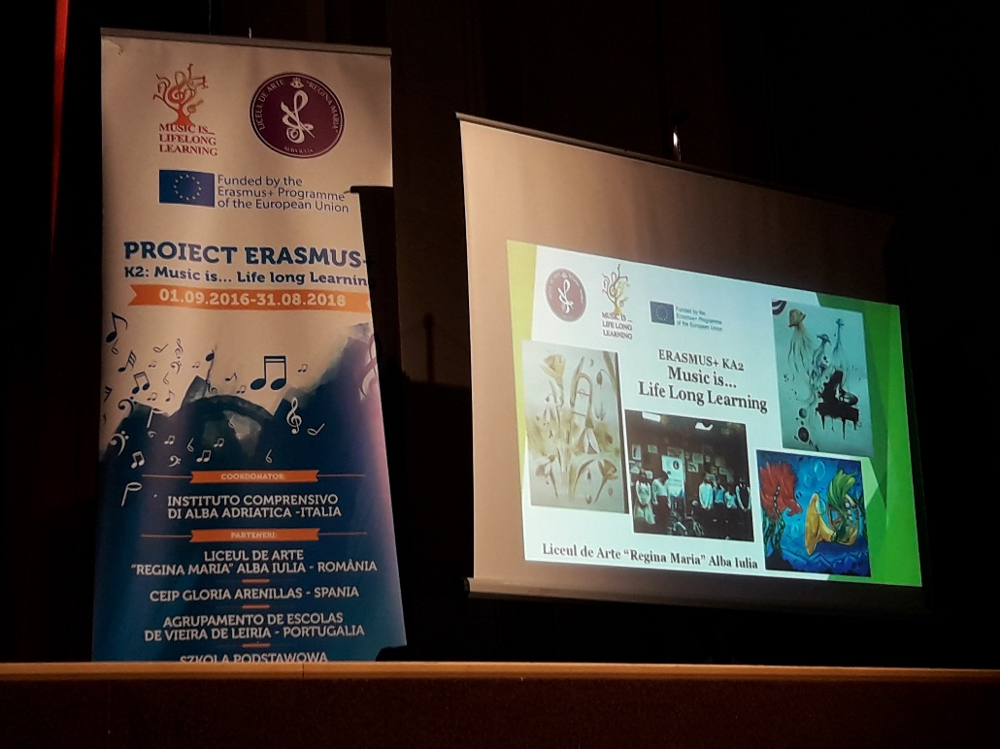 MUSIC IS...
LIFELONG
LEARNING
LICEUL DE ARTE "REGINA MARIA"
ALBA IULIA
Funded by the
Erasmus+ Programme
of the European Union
PROIECT ERASMUS+
K2: Music is... Life long Learning
01.09.2016-31.08.2018
COORDONATOR:
INSTITUTO COMPRENSIVO
DI ALBA ADRIATICA -ITALIA
PARTENERI:
LICEUL DE ARTE
"REGINA MARIA" ALBA IULIA - ROMÂNIA
CEIP GLORIA ARENILLAS - SPANIA
AGRUPAMENTO DE ESCOLAS
DE VIEIRA DE LEIRIA - PORTUGALIA
SZKOLA PODSTAWOWA
MUSIC IS...
LIFE LONG
LEARNING
Funded by the
Erasmus+ Programme
of the European Union
ERASMUS+ KA2
Music is...
Life Long Learning
Liceul de Arte "Regina Maria" Alba Iulia